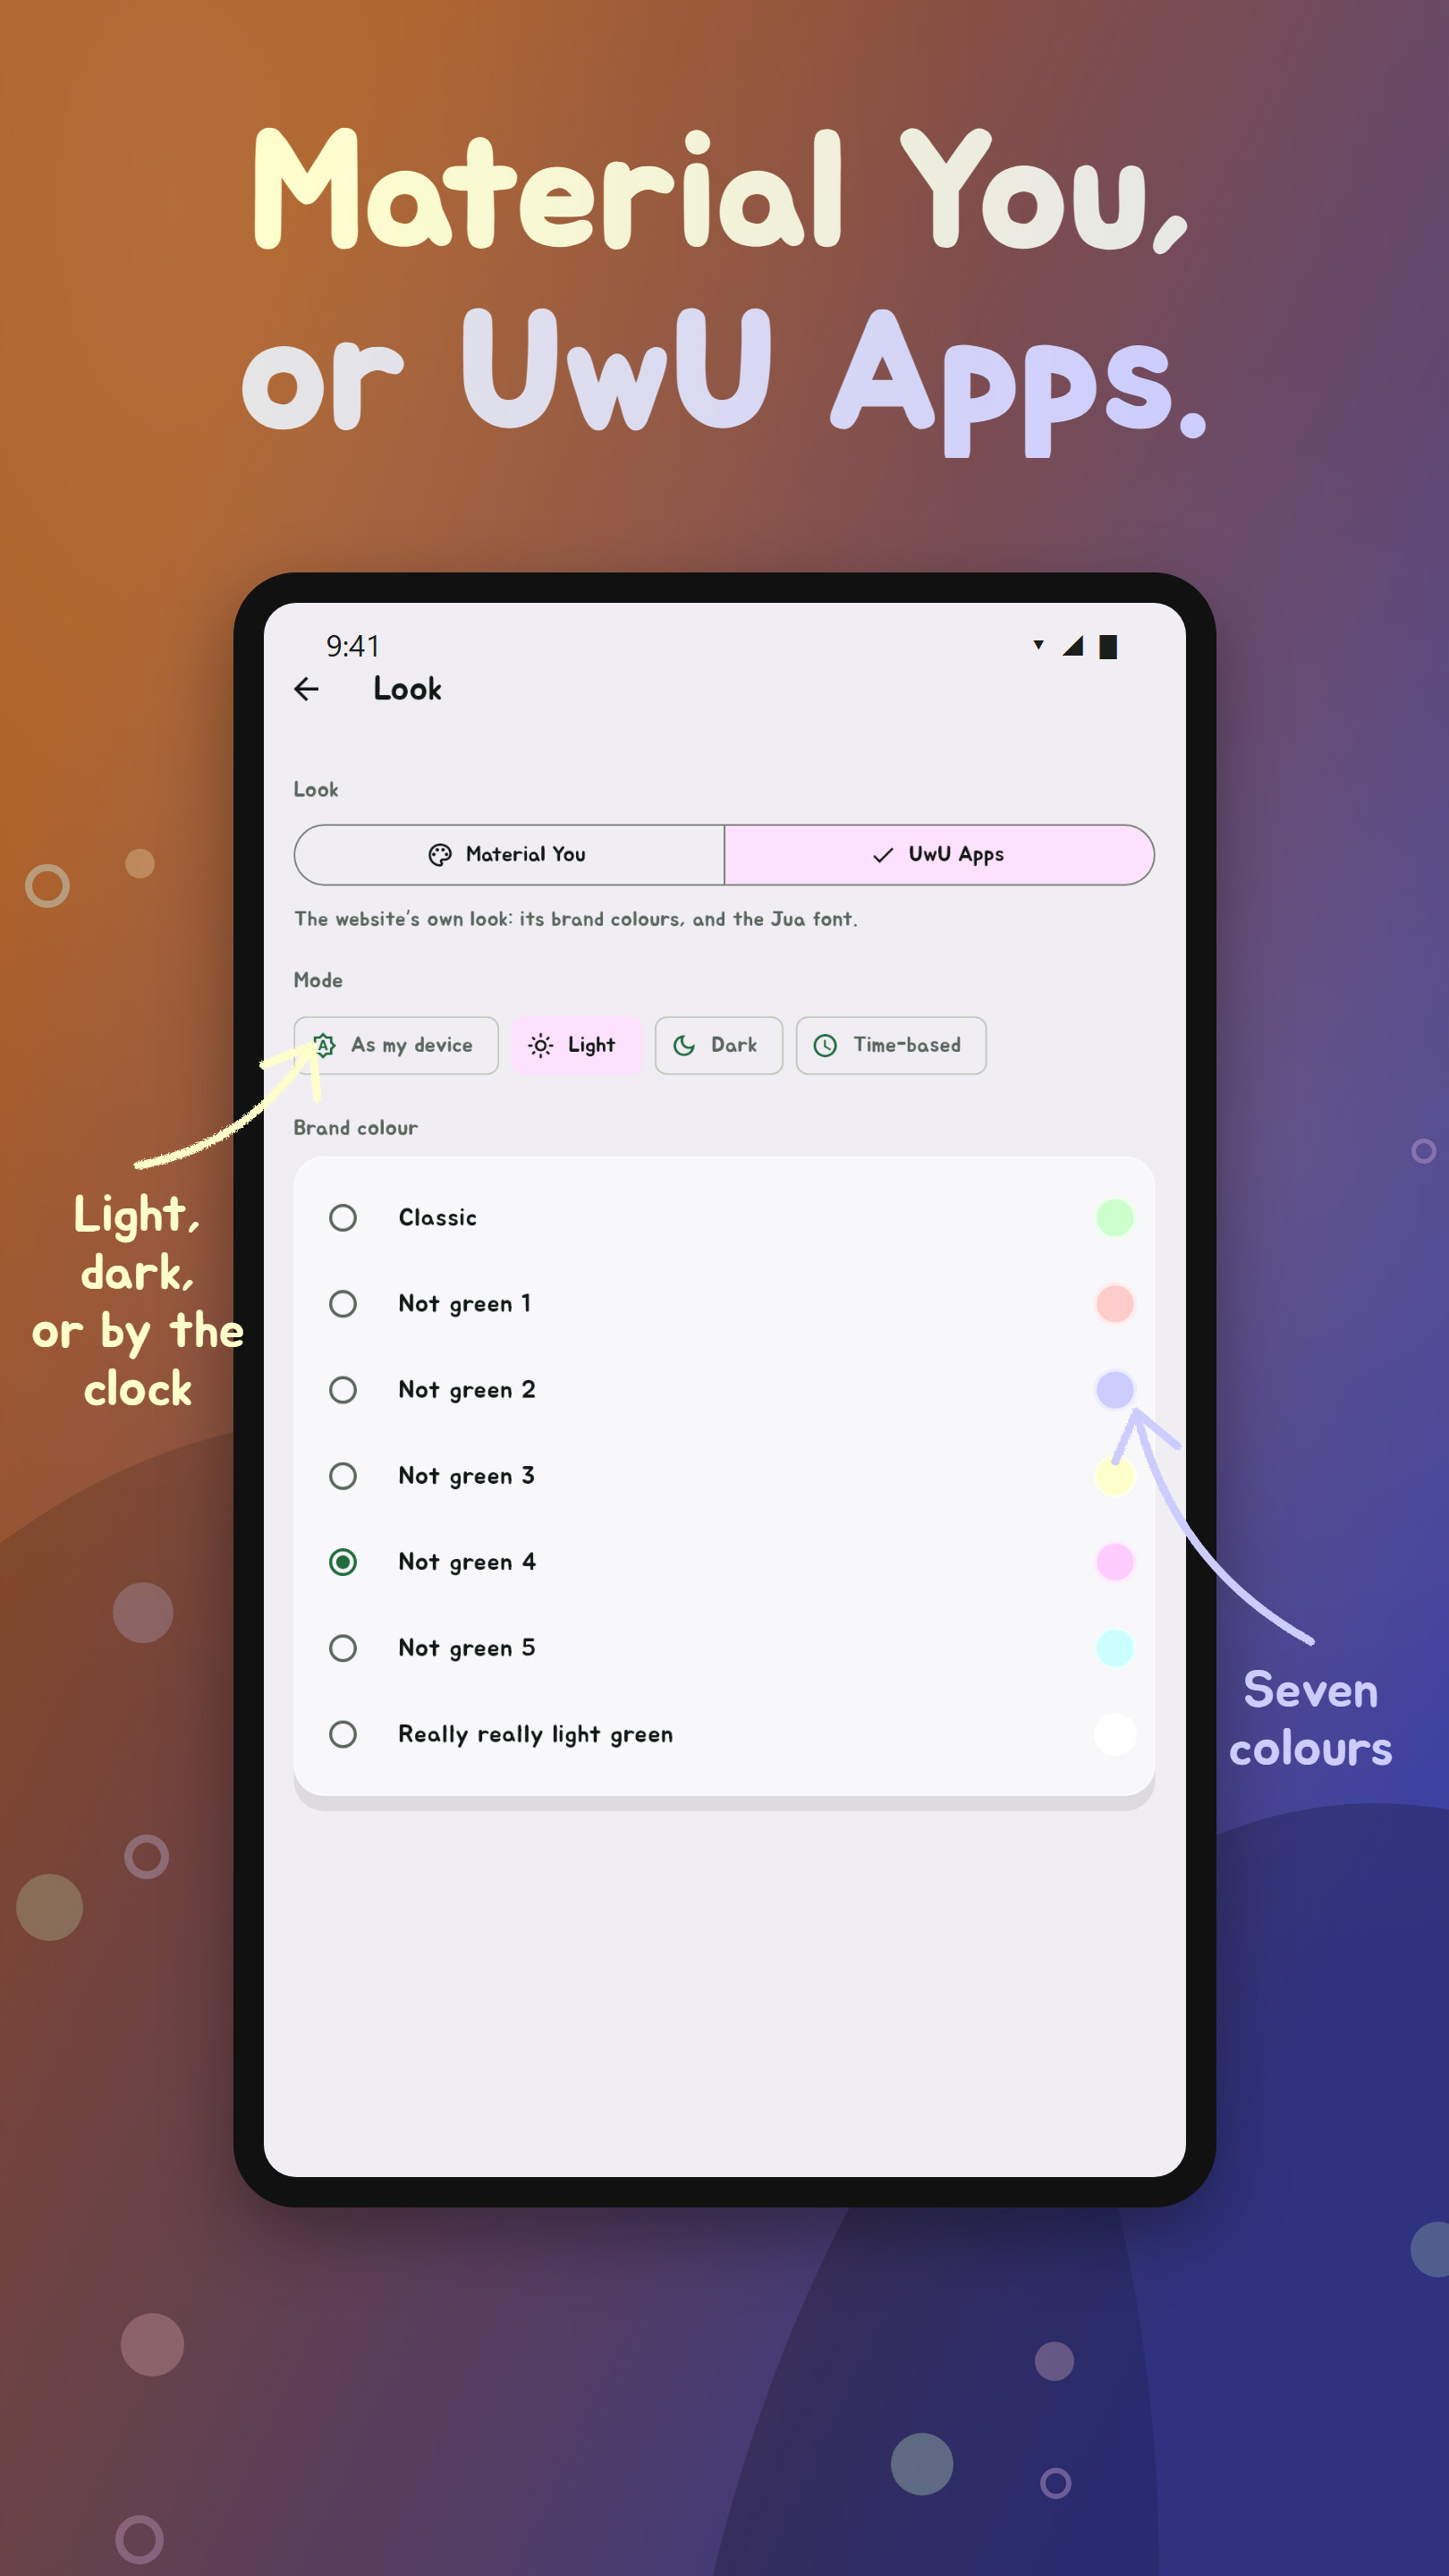 Material You,
or UwU Apps.
9:41
Look
Look
Material You
UwU Apps
The website's own look: its brand colours, and the Jua font.
Mode
As my device
Light
Dark
Time-based
Brand colour
Classic
Not green 1
Not green 2
Not green 3
Not green 4
Not green 5
Really really light green
Light,
dark,
or by the
clock
Seven
colours